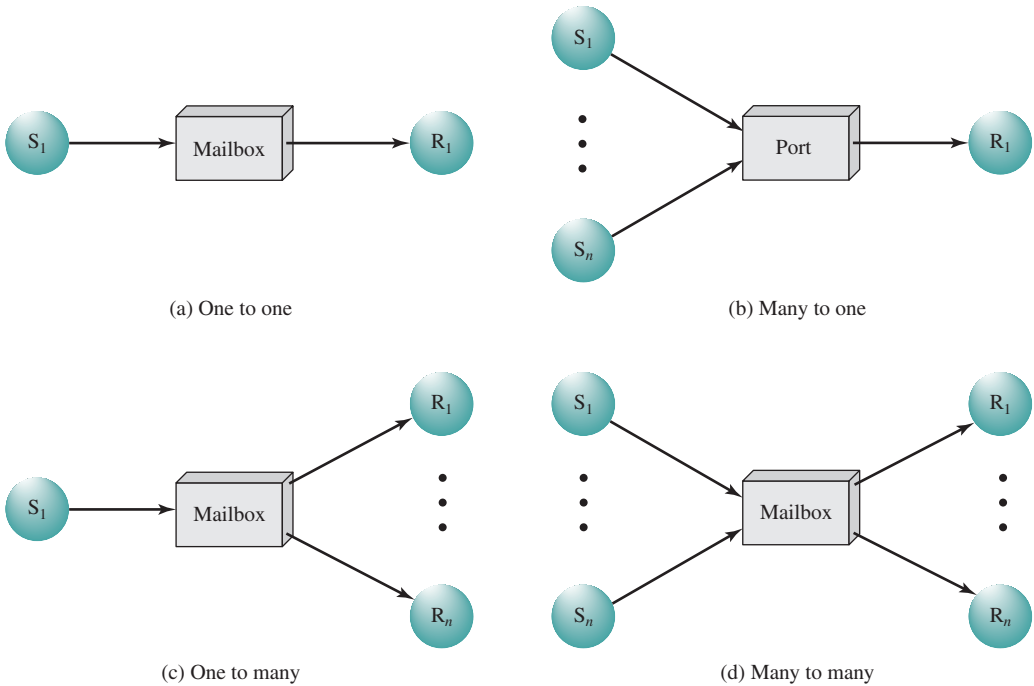 S₁
Mailbox
R₁
(a) One to one
S₁
Port
R₁
Sₙ
(b) Many to one
S₁
Mailbox
R₁
Rₙ
(c) One to many
S₁
Sₙ
Mailbox
R₁
Rₙ
(d) Many to many